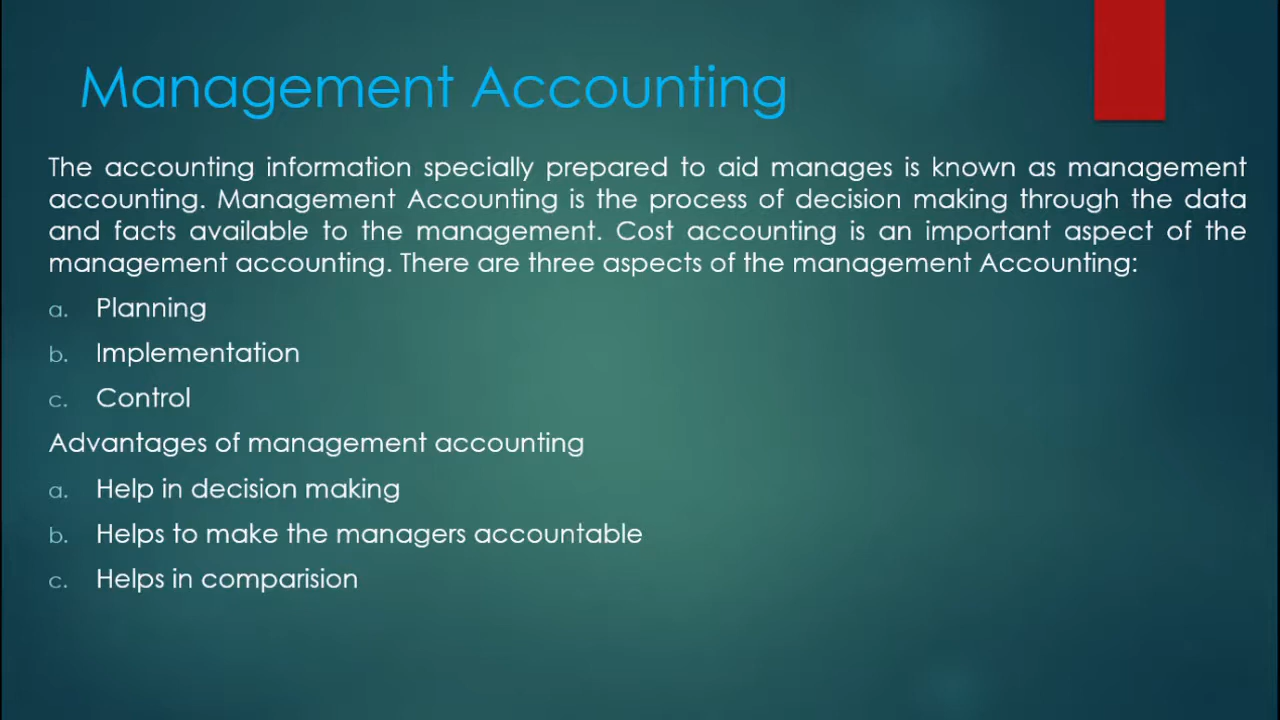 Management Accounting
The accounting information specially prepared to aid manages is known as management
accounting. Management Accounting is the process of decision making through the data
and facts available to the management. Cost accounting is an important aspect of the
management accounting. There are three aspects of the management Accounting:
a. Planning
b. Implementation
c. Control
Advantages of management accounting
a. Help in decision making
b. Helps to make the managers accountable
c. Helps in comparision